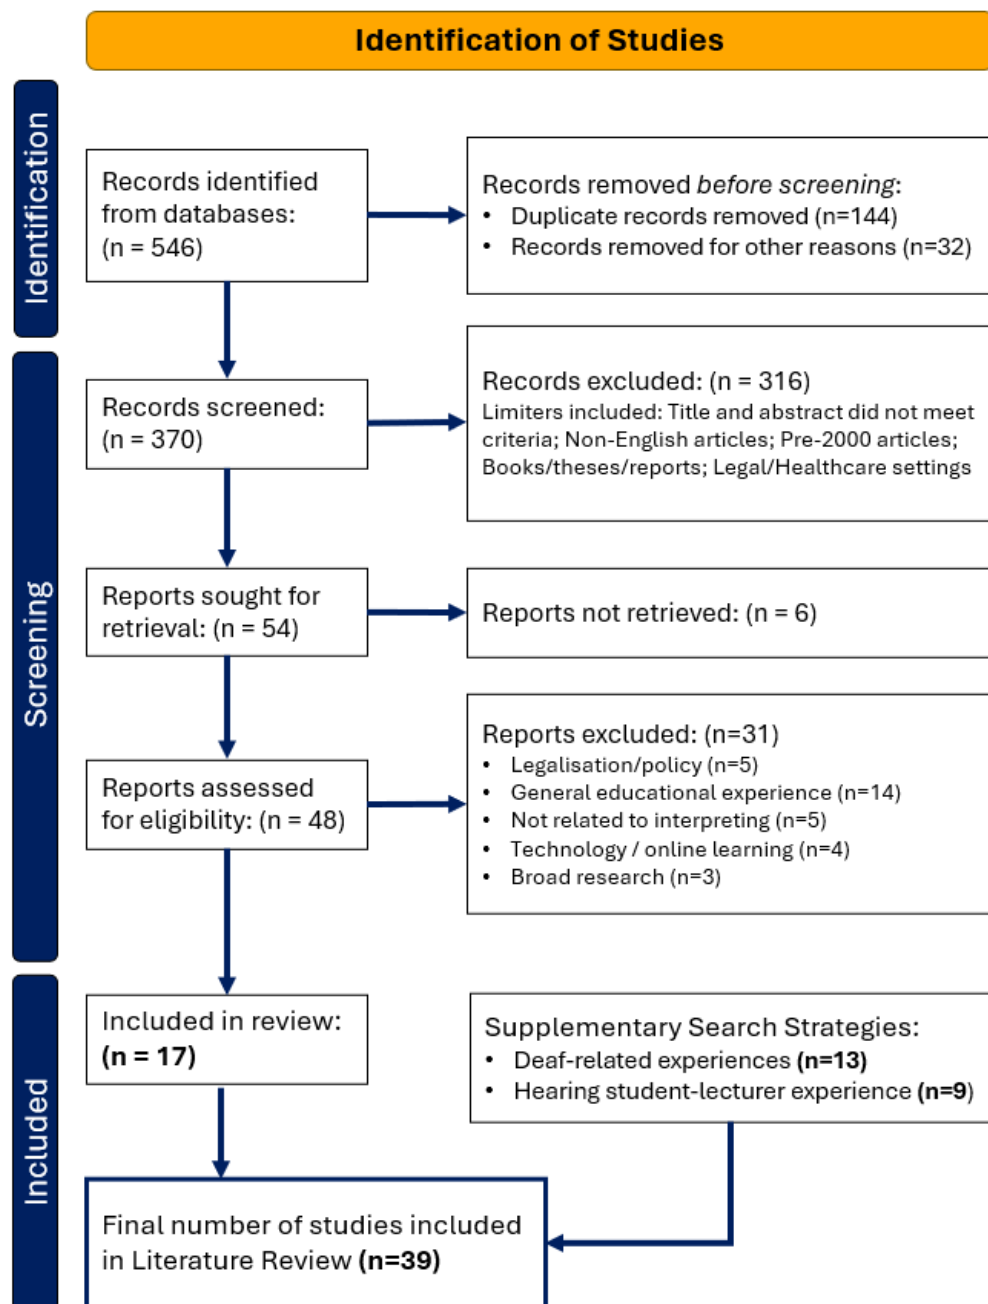 Identification of Studies
Identification
Records identified
from databases:
(n = 546)
Records removed before screening:
• Duplicate records removed (n=144)
• Records removed for other reasons (n=32)
Screening
Records screened:
(n = 370)
Records excluded: (n = 316)
Limiters included: Title and abstract did not meet
criteria; Non-English articles; Pre-2000 articles;
Books/theses/reports; Legal/Healthcare settings
Reports sought for
retrieval: (n = 54)
Reports not retrieved: (n = 6)
Reports assessed
for eligibility: (n = 48)
Reports excluded: (n=31)
• Legalisation/policy (n=5)
• General educational experience (n=14)
• Not related to interpreting (n=5)
• Technology / online learning (n=4)
• Broad research (n=3)
Included
Included in review:
(n = 17)
Supplementary Search Strategies:
• Deaf-related experiences (n=13)
• Hearing student-lecturer experience (n=9)
Final number of studies included
in Literature Review (n=39)